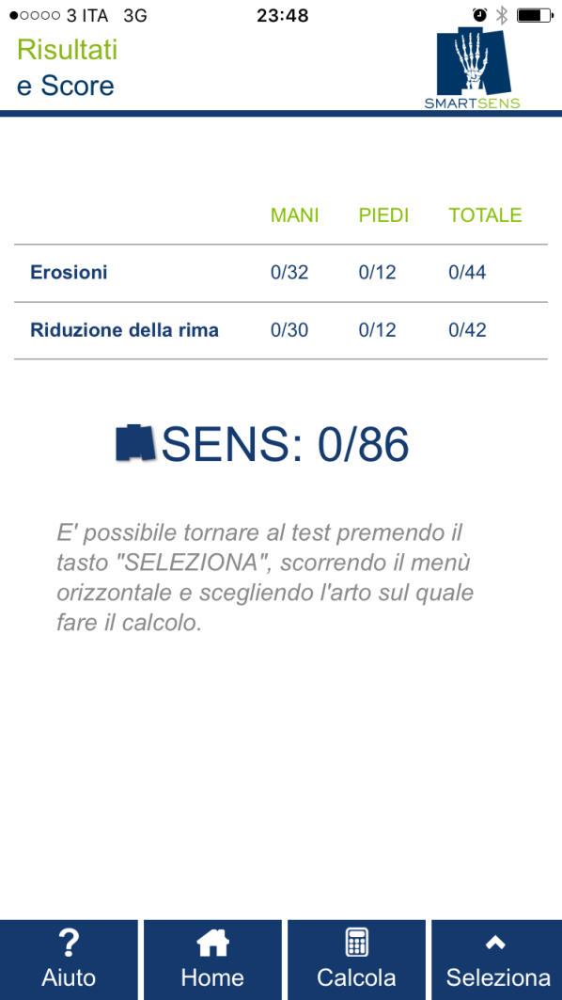 3 ITA 3G 23:48
Risultati
e Score
SMARTSENS
MANI PIEDI TOTALE
Erosioni 0/32 0/12 0/44
Riduzione della rima 0/30 0/12 0/42
SENS: 0/86
E' possibile tornare al test premendo il
tasto "SELEZIONA", scorrendo il menù
orizzontale e scegliendo l'arto sul quale
fare il calcolo.
Aiuto Home Calcola Seleziona